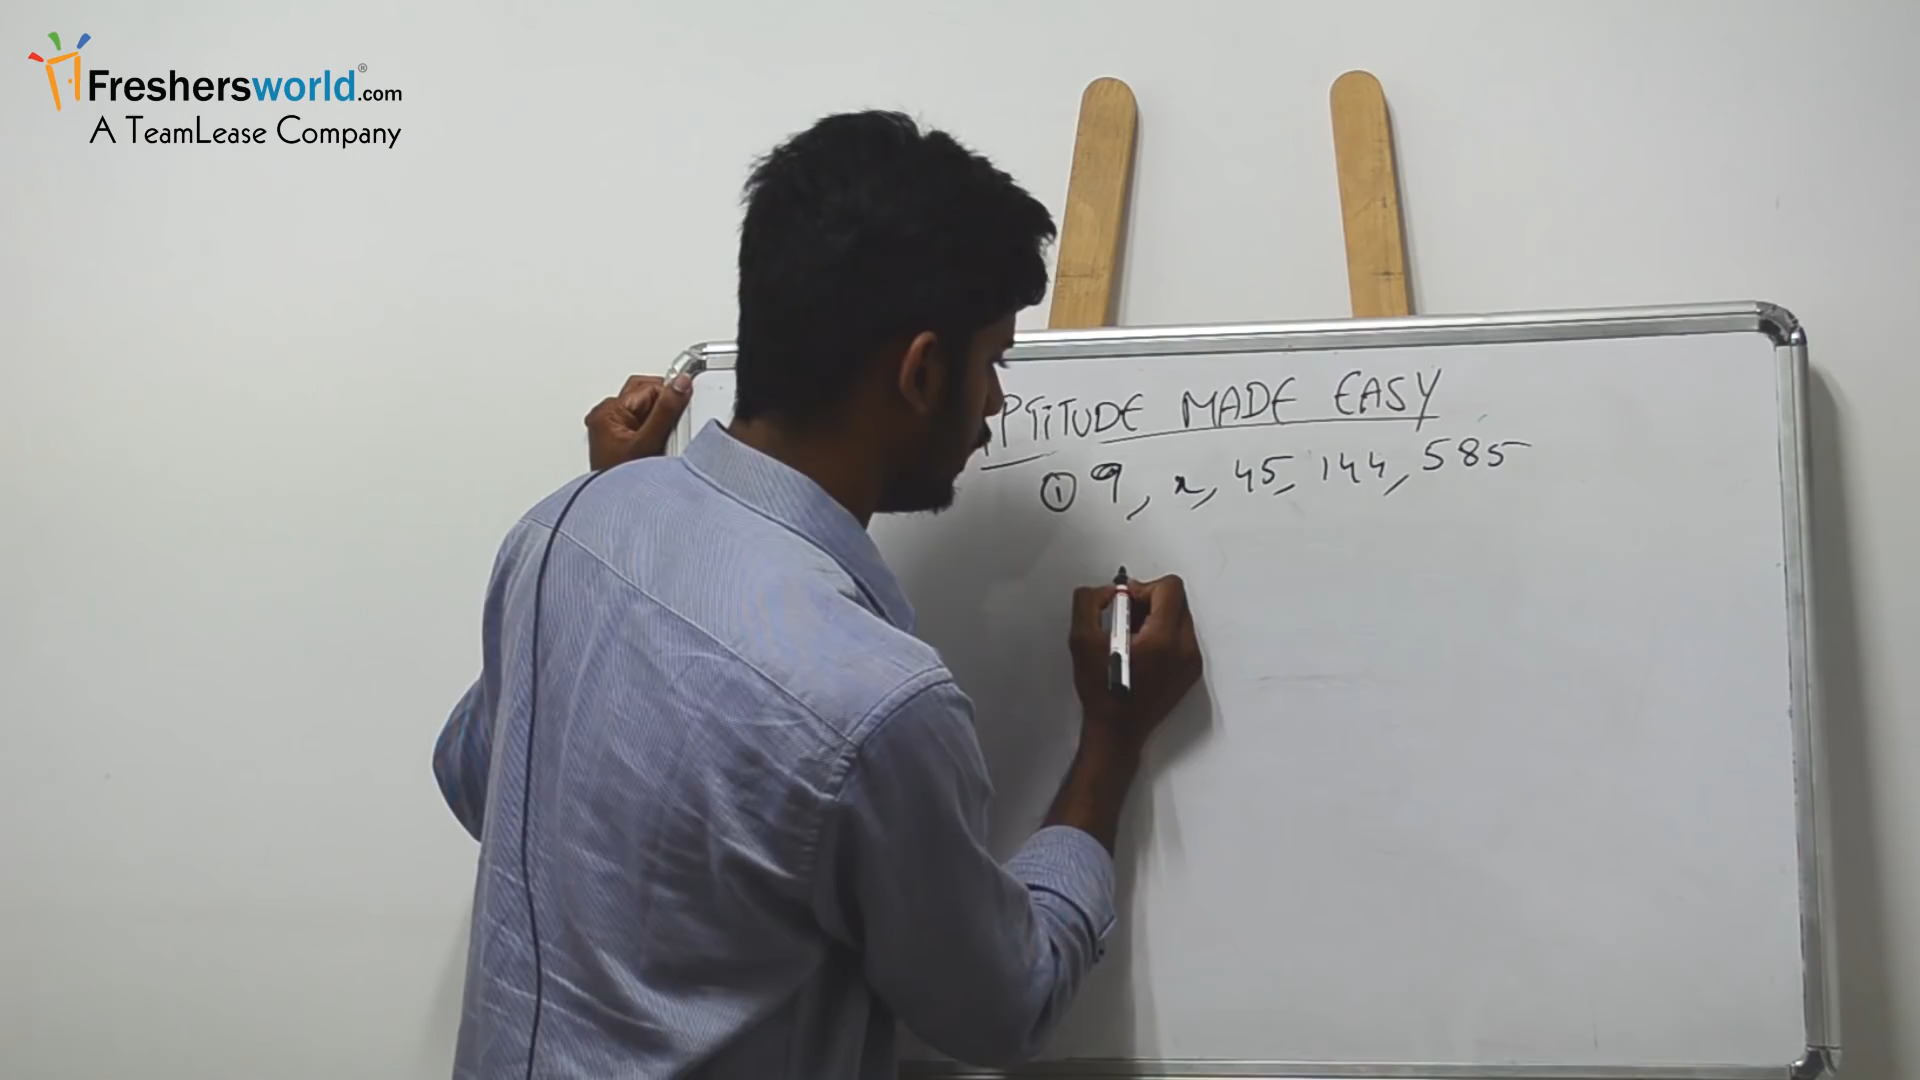 Freshersworld.com®
A TeamLease Company
PTITUDE MADE EASY
① 9, x, 45, 144, 585